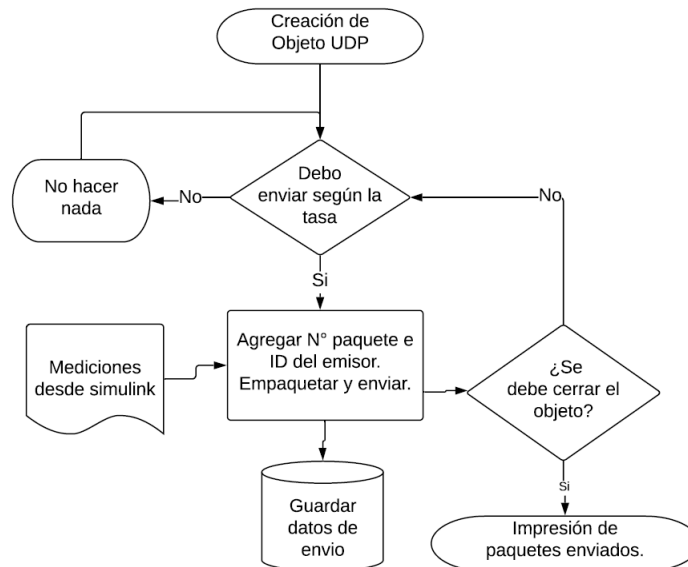 Creación de
Objeto UDP
Debo
enviar según la
tasa
No
No hacer
nada
No
Si
Agregar N° paquete e
ID del emisor.
Empaquetar y enviar.
Mediciones
desde simulink
¿Se
debe cerrar el
objeto?
Si
Guardar
datos de
envio
Impresión de
paquetes enviados.